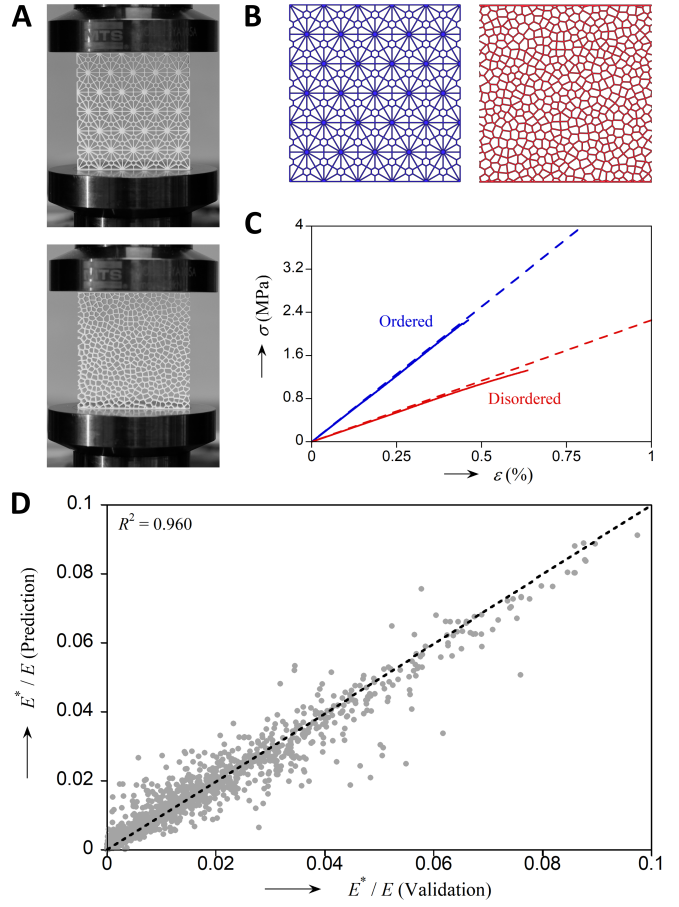 A
B
MTS
MTS
C
4
3.2
2.4
1.6
0.8
0
σ (MPa)
Ordered
Disordered
0
0.25
0.5
0.75
1
ε (%)
D
0.1
0.08
0.06
0.04
0.02
0
R² = 0.960
E* / E (Prediction)
0
0.02
0.04
0.06
0.08
0.1
E* / E (Validation)